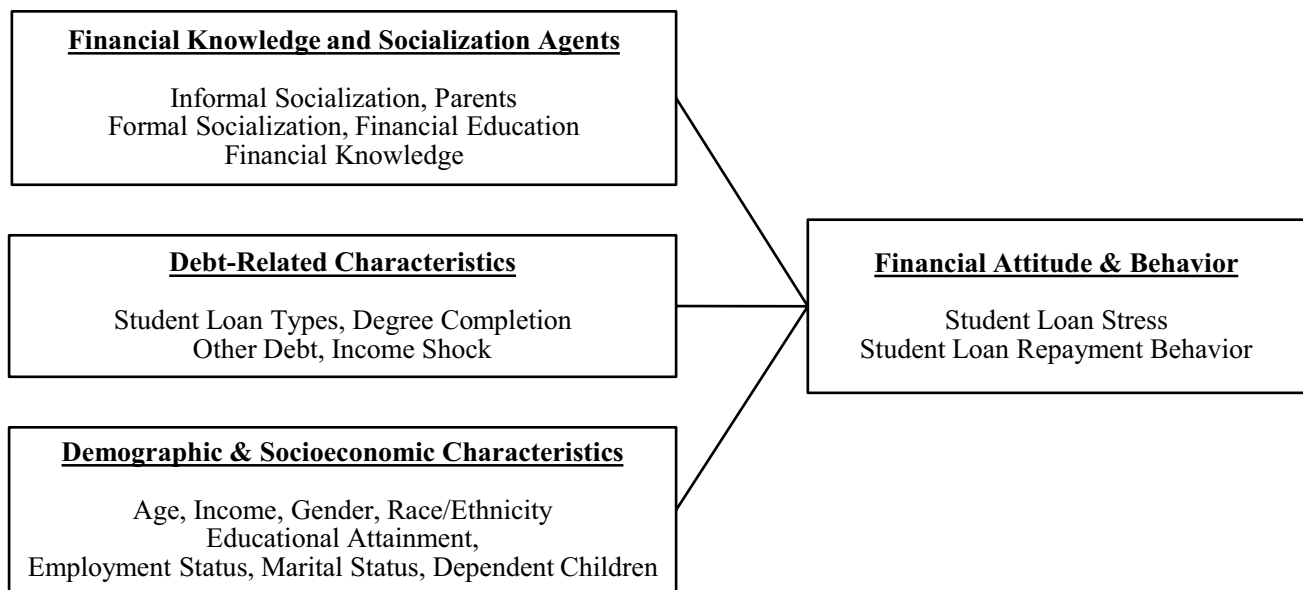 Financial Knowledge and Socialization Agents
Informal Socialization, Parents
Formal Socialization, Financial Education
Financial Knowledge
Debt-Related Characteristics
Student Loan Types, Degree Completion
Other Debt, Income Shock
Demographic & Socioeconomic Characteristics
Age, Income, Gender, Race/Ethnicity
Educational Attainment,
Employment Status, Marital Status, Dependent Children
Financial Attitude & Behavior
Student Loan Stress
Student Loan Repayment Behavior